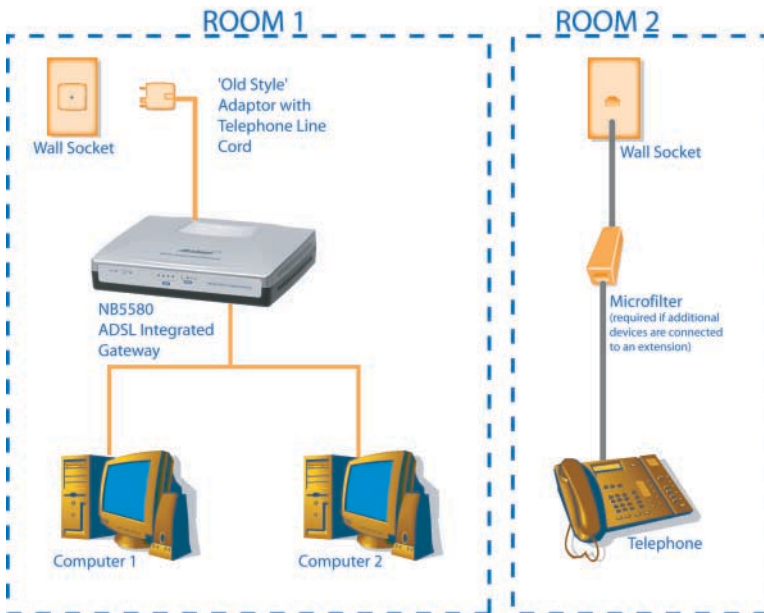 ROOM 1
ROOM 2
'Old Style'
Adaptor with
Telephone Line
Cord
Wall Socket
Wall Socket
NB5580
ADSL Integrated
Gateway
Microfilter
(required if additional
devices are connected
to an extension)
Computer 1
Computer 2
Telephone